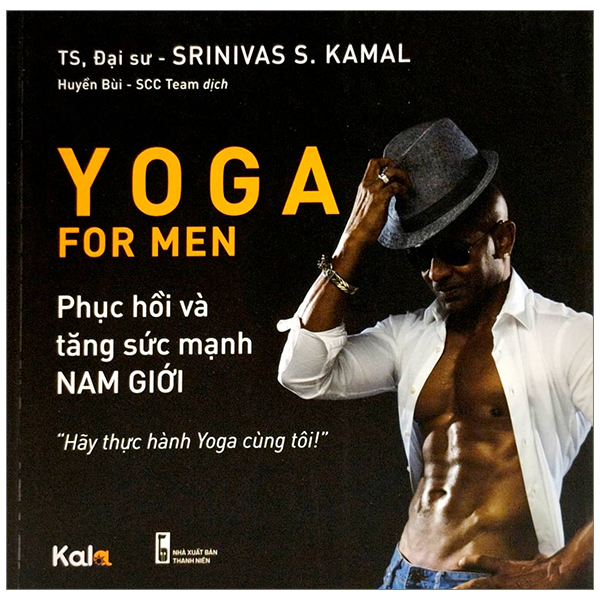 TS, Đại sư - SRINIVAS S. KAMAL
Huyền Bùi - SCC Team dịch
YOGA
FOR MEN
Phục hồi và
tăng sức mạnh
NAM GIỚI
“Hãy thực hành Yoga cùng tôi!”
Kala
NHÀ XUẤT BẢN
THANH NIÊN